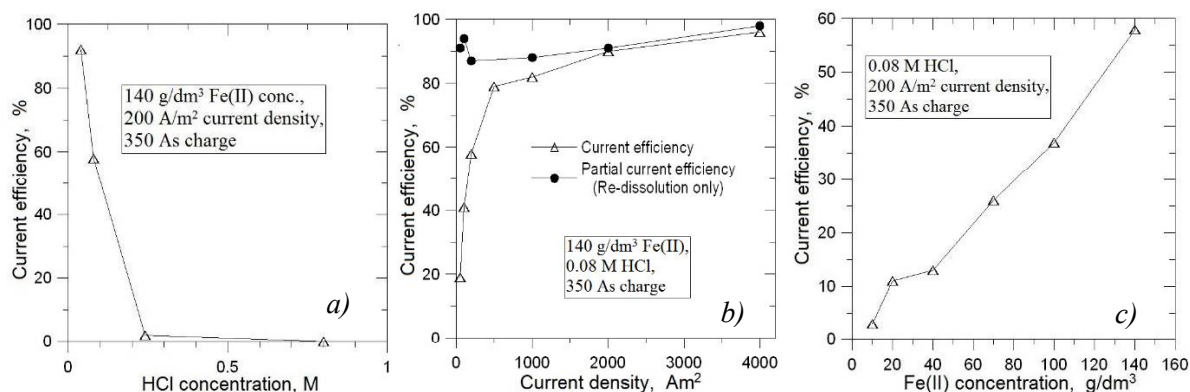 Current efficiency, %
100
80
60
40
20
0
140 g/dm³ Fe(II) conc.,
200 A/m² current density,
350 As charge
a)
0
0.5
1
HCl concentration, M
Current efficiency, %
100
80
60
40
20
0
Current efficiency
Partial current efficiency
(Re-dissolution only)
140 g/dm³ Fe(II),
0.08 M HCl,
350 As charge
b)
0
1000
2000
3000
4000
Current density, Am²
Current efficiency, %
60
50
40
30
20
10
0
0.08 M HCl,
200 A/m² current density,
350 As charge
c)
0 20 40 60 80 100 120 140 160
Fe(II) concentration, g/dm³